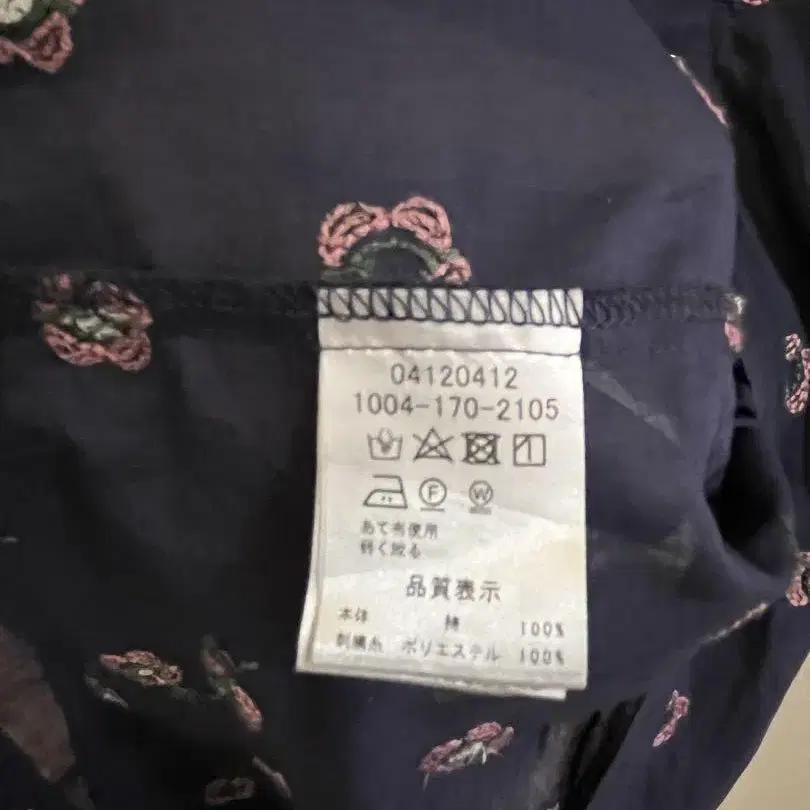 04120412
1004-170-2105
F W
あて布使用
軽く絞る
品質表示
本体 綿 100%
刺繍糸 ポリエステル 100%